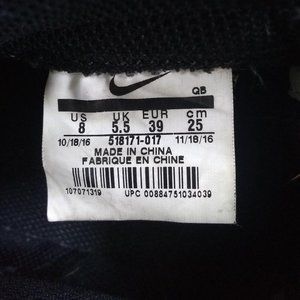 QB
US UK EUR cm
8 5.5 39 25
10/18/16 518171-017 11/18/16
MADE IN CHINA
FABRIQUE EN CHINE
107071319 UPC 00884751034039